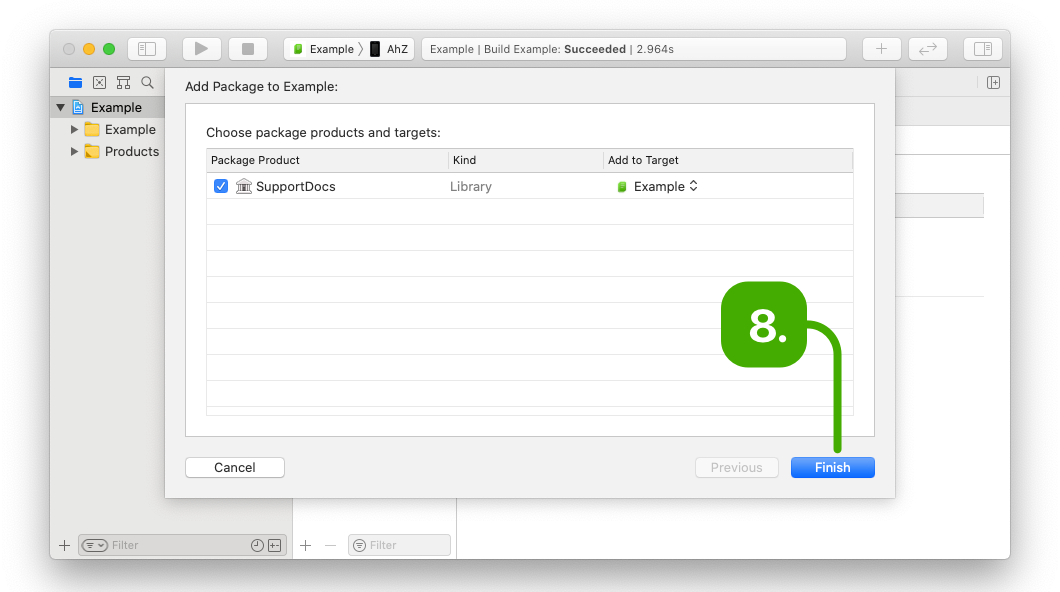 Example 〉 AhZ
Example | Build Example: Succeeded | 2.964s
Add Package to Example:
Example
Example
Products
Choose package products and targets:
Package Product Kind Add to Target
SupportDocs Library Example
8.
Cancel Previous Finish
Filter
Filter